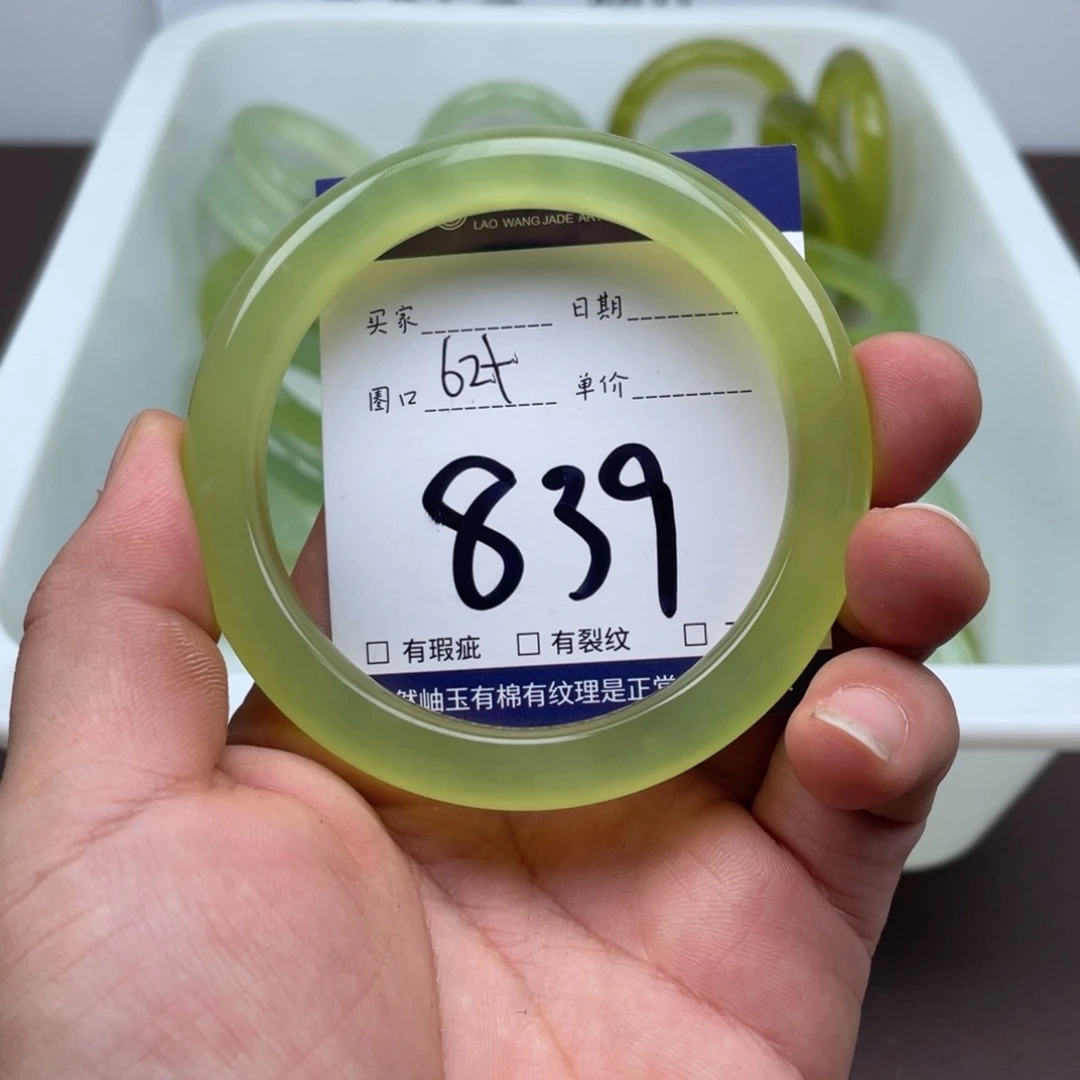 LAO WANG JADE
买家 日期
圈口 62+ 单价
839
□ 有瑕疵 □ 有裂纹 □
然岫玉有棉有纹理是正常